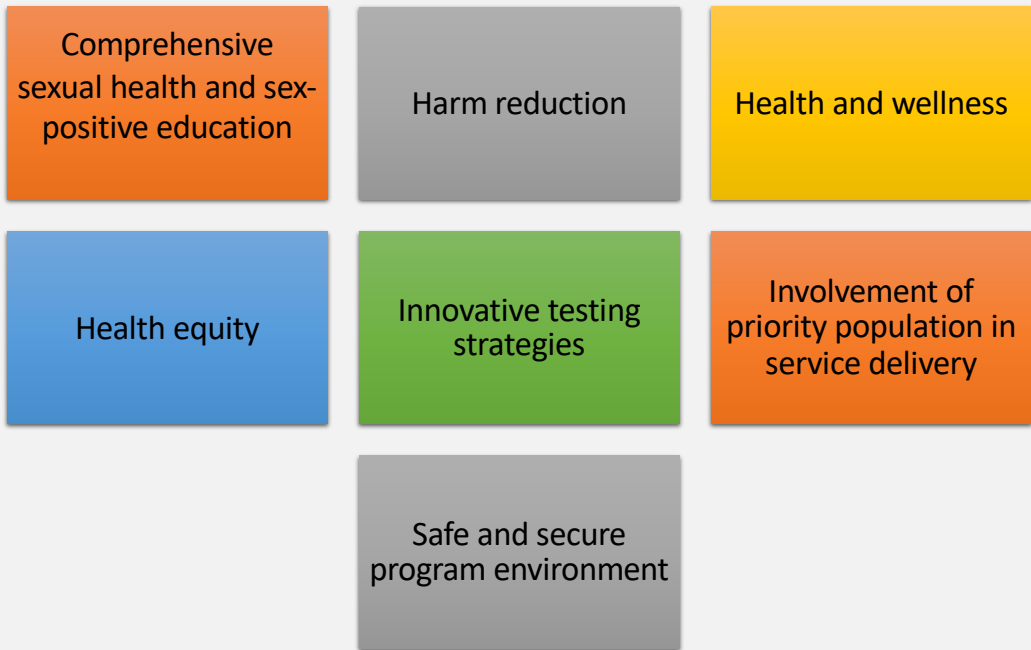 Comprehensive
sexual health and sex-
positive education
Harm reduction
Health and wellness
Health equity
Innovative testing
strategies
Involvement of
priority population in
service delivery
Safe and secure
program environment